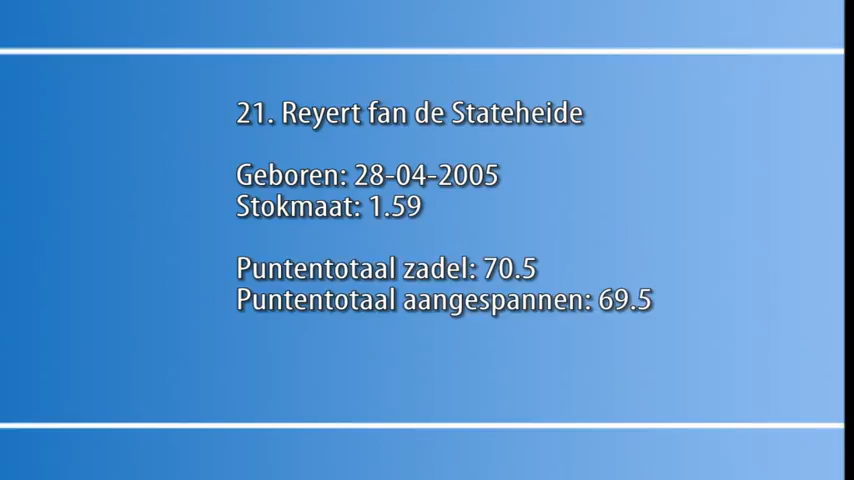 21. Reyert fan de Stateheide
Geboren: 28-04-2005
Stokmaat: 1.59
Puntentotaal zadel: 70.5
Puntentotaal aangespannen: 69.5